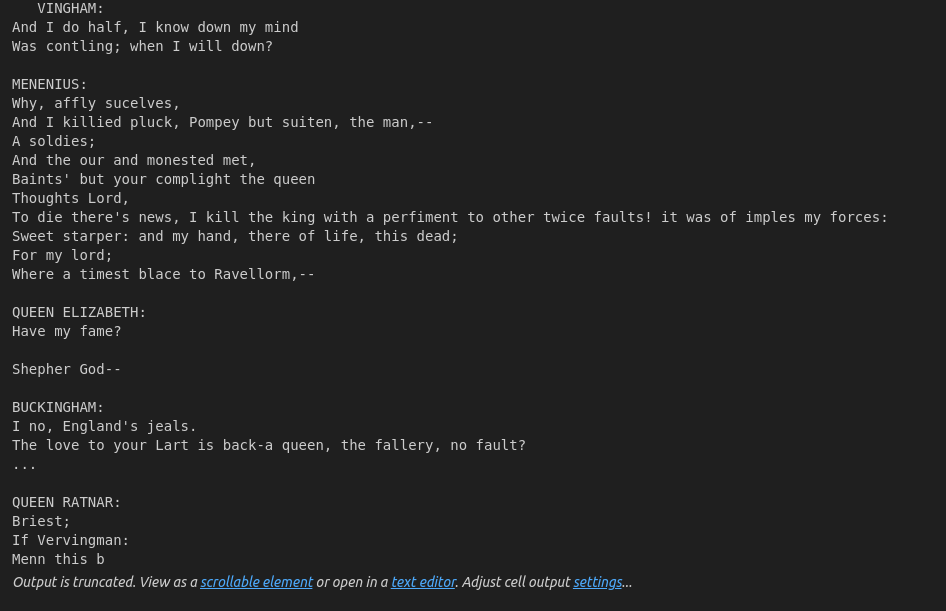 VINGHAM:
And I do half, I know down my mind
Was contling; when I will down?

MENENIUS:
Why, affly sucelves,
And I killied pluck, Pompey but suiten, the man,--
A soldies;
And the our and monested met,
Baints' but your complight the queen
Thoughts Lord,
To die there's news, I kill the king with a perfiment to other twice faults! it was of imples my forces:
Sweet starper: and my hand, there of life, this dead;
For my lord;
Where a timest blace to Ravellorm,--

QUEEN ELIZABETH:
Have my fame?

Shepher God--

BUCKINGHAM:
I no, England's jeals.
The love to your Lart is back-a queen, the fallery, no fault?
...

QUEEN RATNAR:
Briest;
If Vervingman:
Menn this b
Output is truncated. View as a scrollable element or open in a text editor. Adjust cell output settings...